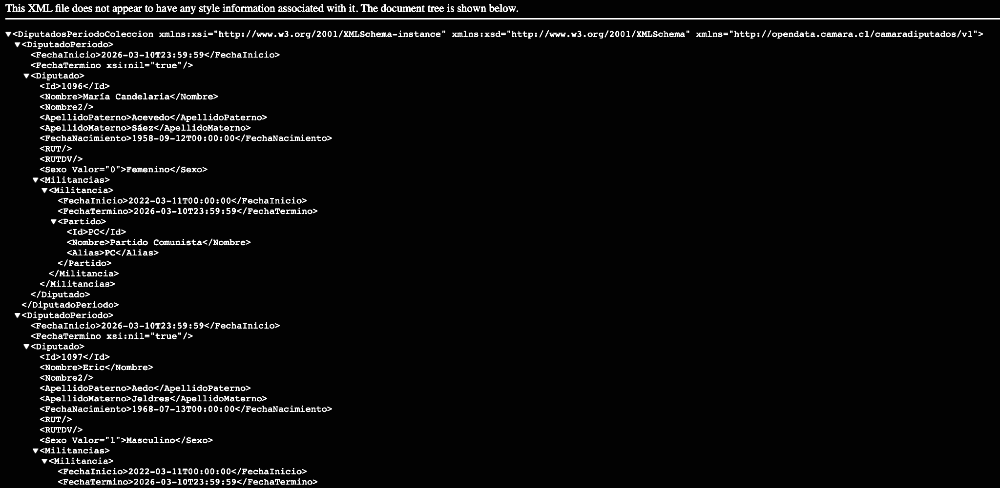 This XML file does not appear to have any style information associated with it. The document tree is shown below.
▼<DiputadosPeriodoColeccion xmlns:xsi="http://www.w3.org/2001/XMLSchema-instance" xmlns:xsd="http://www.w3.org/2001/XMLSchema" xmlns="http://opendata.camara.cl/camaradiputados/v1">
▼<DiputadoPeriodo>
<FechaInicio>2026-03-10T23:59:59</FechaInicio>
<FechaTermino xsi:nil="true"/>
▼<Diputado>
<Id>1096</Id>
<Nombre>María Candelaria</Nombre>
<Nombre2/>
<ApellidoPaterno>Acevedo</ApellidoPaterno>
<ApellidoMaterno>Sáez</ApellidoMaterno>
<FechaNacimiento>1958-09-12T00:00:00</FechaNacimiento>
<RUT/>
<RUTDV/>
<Sexo Valor="0">Femenino</Sexo>
▼<Militancias>
▼<Militancia>
<FechaInicio>2022-03-11T00:00:00</FechaInicio>
<FechaTermino>2026-03-10T23:59:59</FechaTermino>
▼<Partido>
<Id>PC</Id>
<Nombre>Partido Comunista</Nombre>
<Alias>PC</Alias>
</Partido>
</Militancia>
</Militancias>
</Diputado>
</DiputadoPeriodo>
▼<DiputadoPeriodo>
<FechaInicio>2026-03-10T23:59:59</FechaInicio>
<FechaTermino xsi:nil="true"/>
▼<Diputado>
<Id>1097</Id>
<Nombre>Eric</Nombre>
<Nombre2/>
<ApellidoPaterno>Aedo</ApellidoPaterno>
<ApellidoMaterno>Jeldres</ApellidoMaterno>
<FechaNacimiento>1968-07-13T00:00:00</FechaNacimiento>
<RUT/>
<RUTDV/>
<Sexo Valor="1">Masculino</Sexo>
▼<Militancias>
▼<Militancia>
<FechaInicio>2022-03-11T00:00:00</FechaInicio>
<FechaTermino>2026-03-10T23:59:59</FechaTermino>